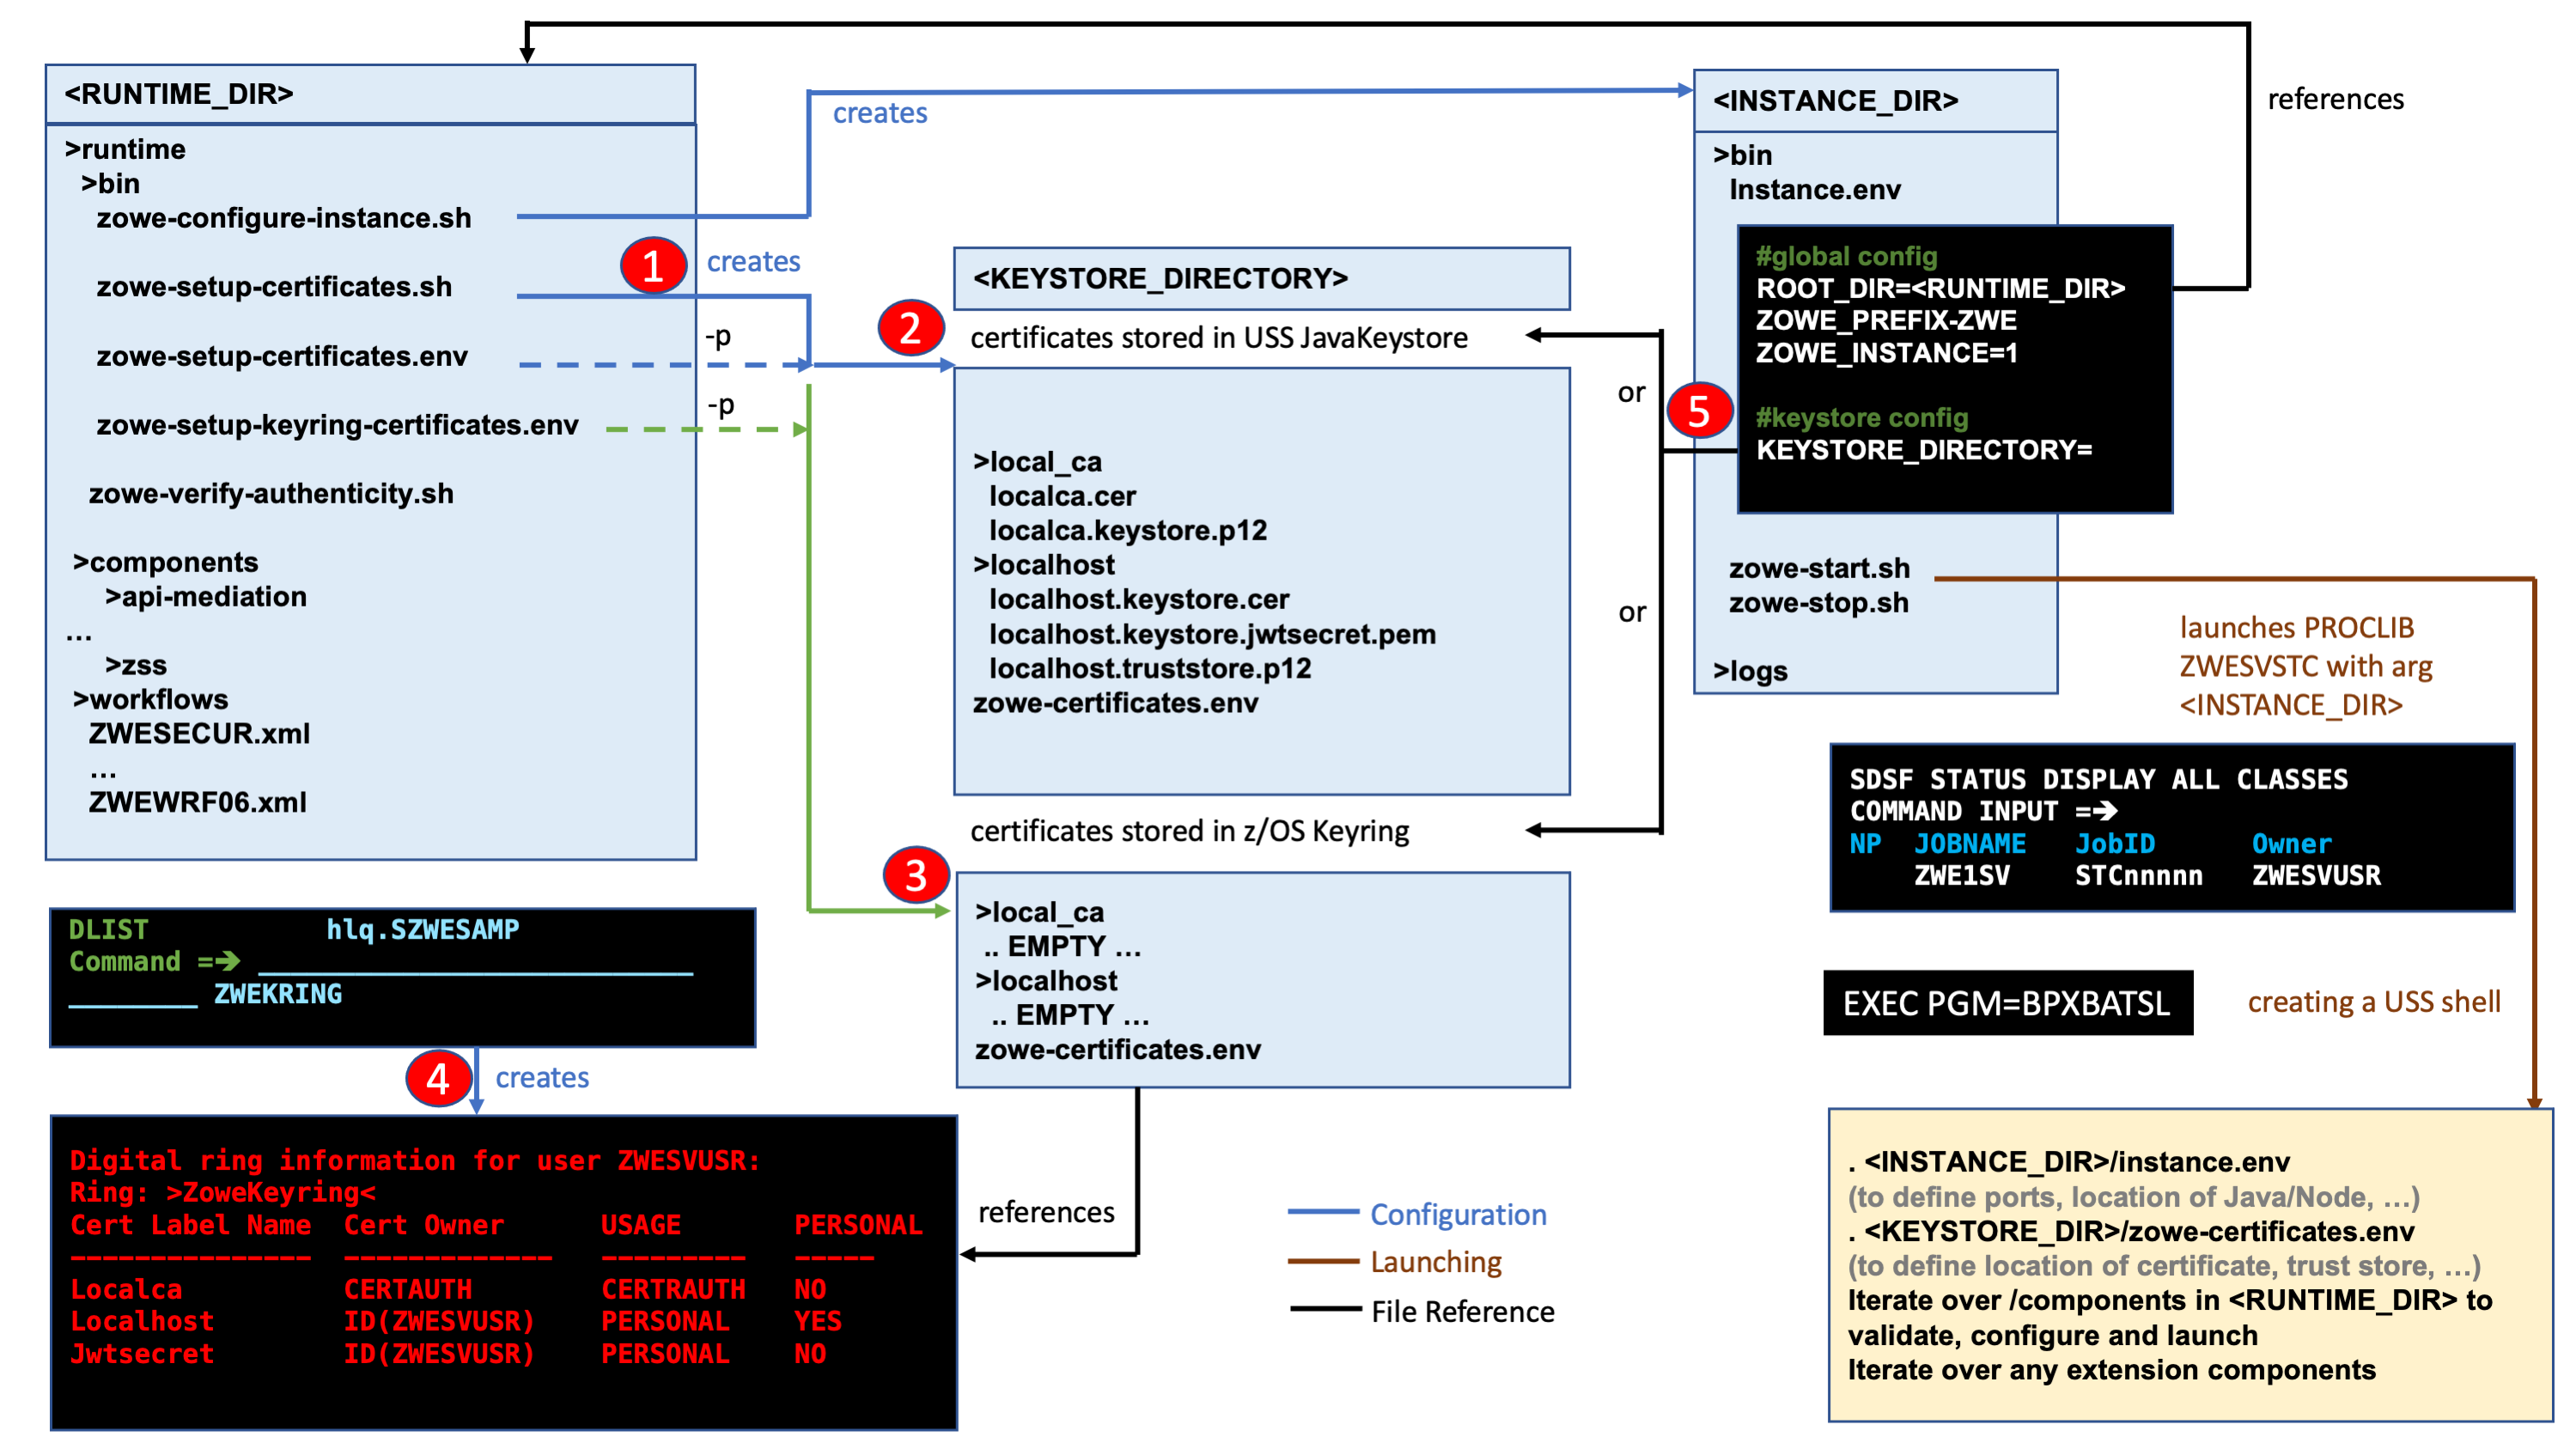 <RUNTIME_DIR>
>runtime
>bin
zowe-configure-instance.sh
zowe-setup-certificates.sh
zowe-setup-certificates.env
zowe-setup-keyring-certificates.env
zowe-verify-authenticity.sh
>components
>api-mediation
...
>zss
>workflows
ZWESECUR.xml
...
ZWEWRF06.xml
creates
1
creates
-p
-p
2
<KEYSTORE_DIRECTORY>
certificates stored in USS JavaKeystore
>local_ca
localca.cer
localca.keystore.p12
>localhost
localhost.keystore.cer
localhost.keystore.jwtsecret.pem
localhost.truststore.p12
zowe-certificates.env
certificates stored in z/OS Keyring
3
>local_ca
.. EMPTY ...
>localhost
.. EMPTY ...
zowe-certificates.env
references
or
or
5
<INSTANCE_DIR>
>bin
Instance.env
#global config
ROOT_DIR=<RUNTIME_DIR>
ZOWE_PREFIX-ZWE
ZOWE_INSTANCE=1
#keystore config
KEYSTORE_DIRECTORY=
zowe-start.sh
zowe-stop.sh
>logs
references
launches PROCLIB
ZWESVSTC with arg
<INSTANCE_DIR>
SDSF STATUS DISPLAY ALL CLASSES
COMMAND INPUT =➔
NP JOBNAME JobID Owner
ZWE1SV STCnnnnn ZWESVUSR
EXEC PGM=BPXBATSL
creating a USS shell
. <INSTANCE_DIR>/instance.env
(to define ports, location of Java/Node, ...)
. <KEYSTORE_DIR>/zowe-certificates.env
(to define location of certificate, trust store, ...)
Iterate over /components in <RUNTIME_DIR> to
validate, configure and launch
Iterate over any extension components
DLIST hlq.SZWESAMP
Command =➔ ___________________________
________ ZWEKRING
4
creates
Digital ring information for user ZWESVUSR:
Ring: >ZoweKeyring<
Cert Label Name Cert Owner USAGE PERSONAL
--------------- ------------- --------- -----
Localca CERTAUTH CERTRAUTH NO
Localhost ID(ZWESVUSR) PERSONAL YES
Jwtsecret ID(ZWESVUSR) PERSONAL NO
Configuration
Launching
File Reference